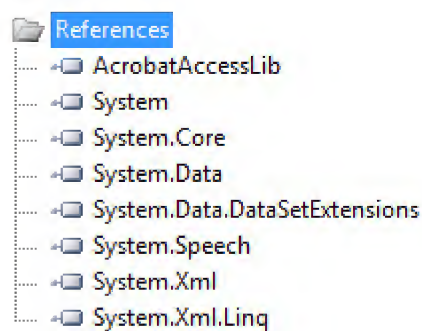 References
AcrobatAccessLib
System
System.Core
System.Data
System.Data.DataSetExtensions
System.Speech
System.Xml
System.Xml.Linq